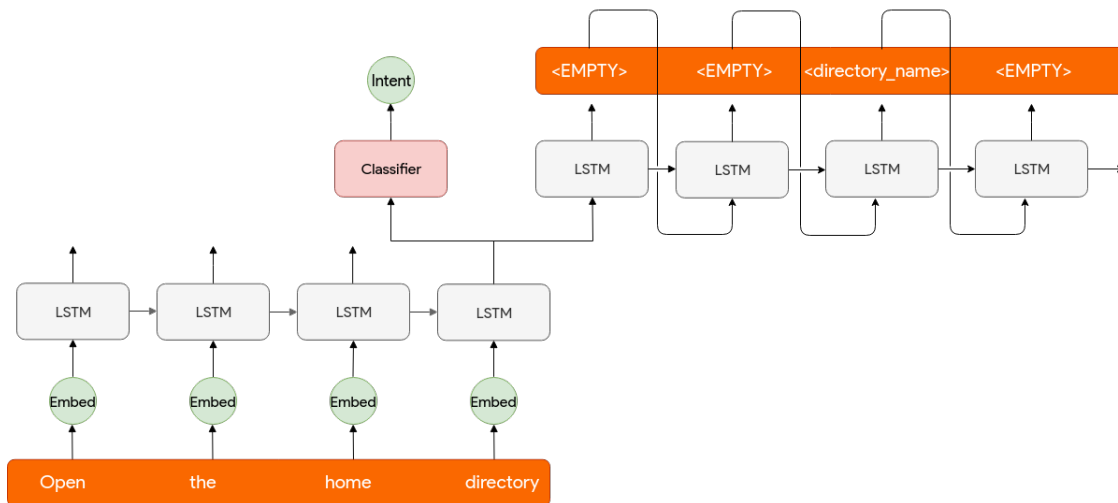 <EMPTY> <EMPTY> <directory_name> <EMPTY>
Intent
Classifier
LSTM LSTM LSTM LSTM
LSTM LSTM LSTM LSTM
Embed Embed Embed Embed
Open the home directory